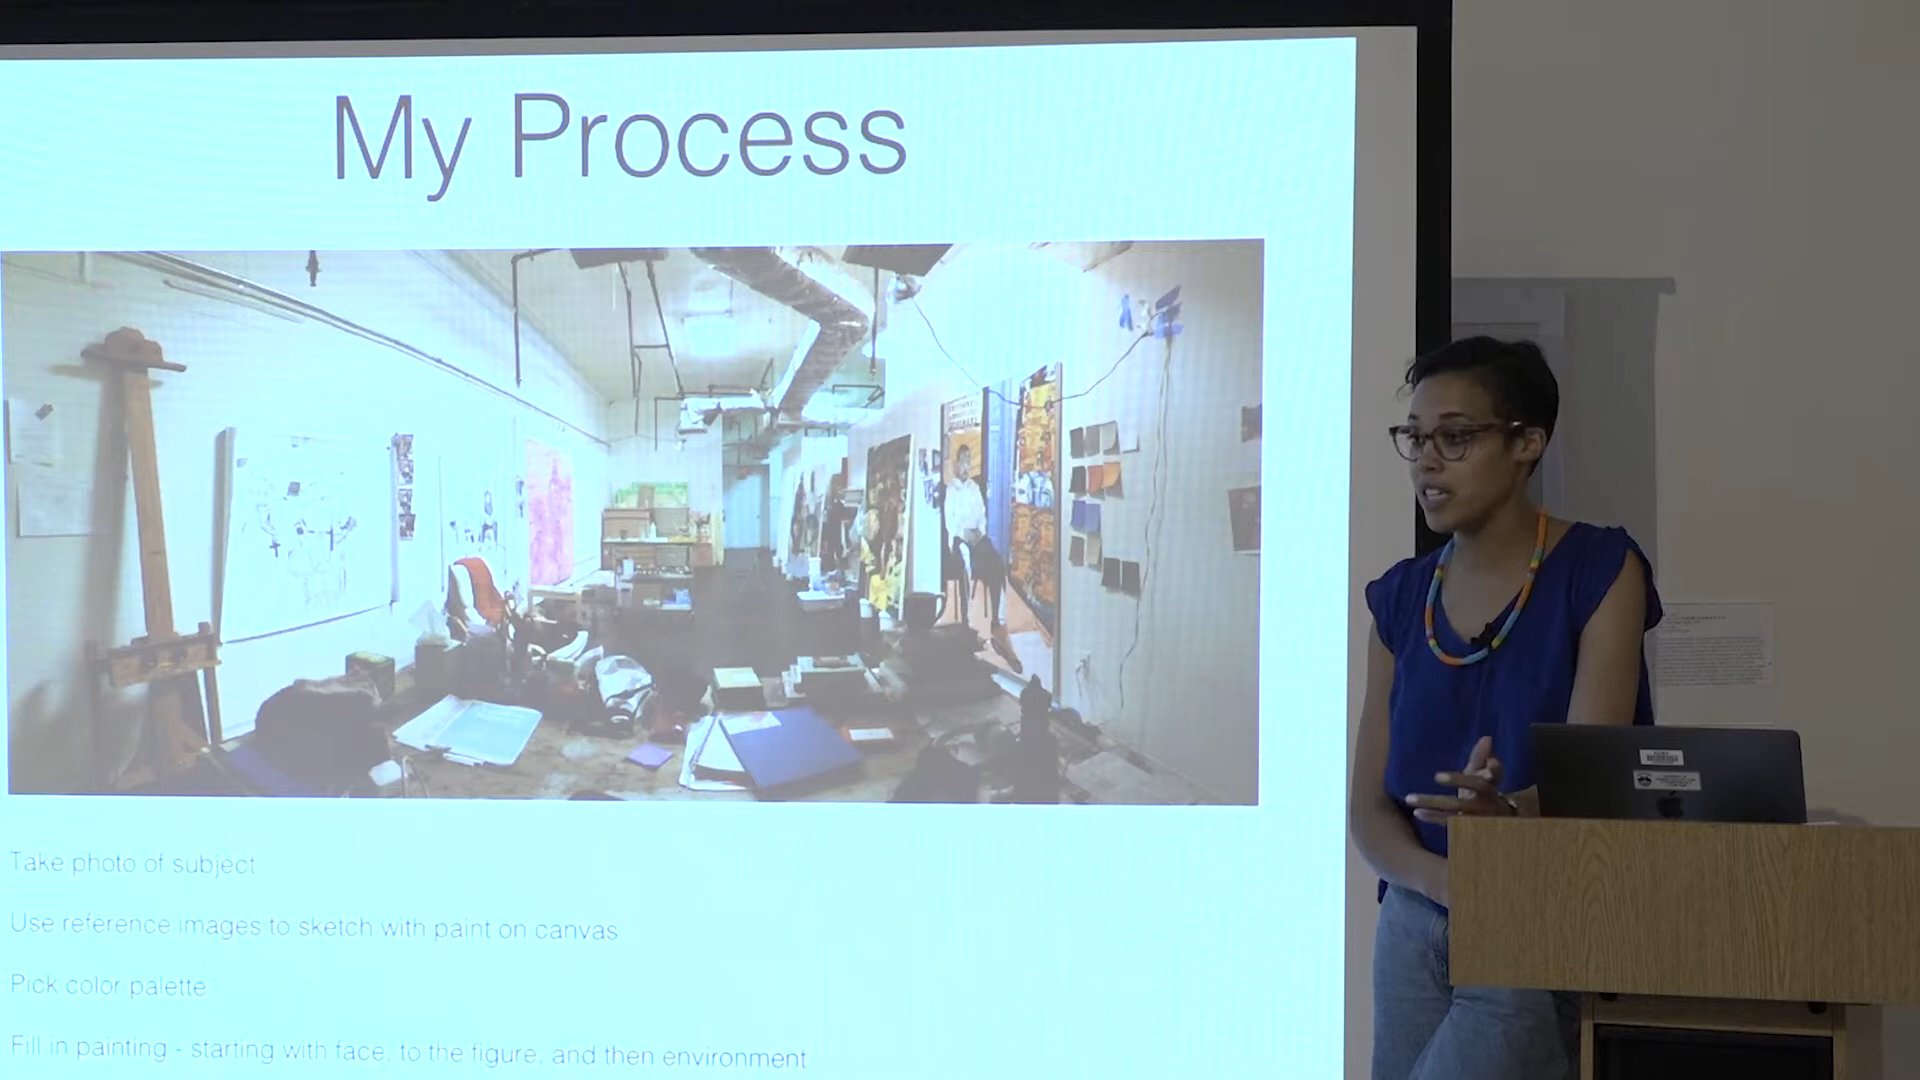 My Process
Take photo of subject
Use reference images to sketch with paint on canvas
Pick color palette
Fill in painting - starting with face, to the figure, and then environment